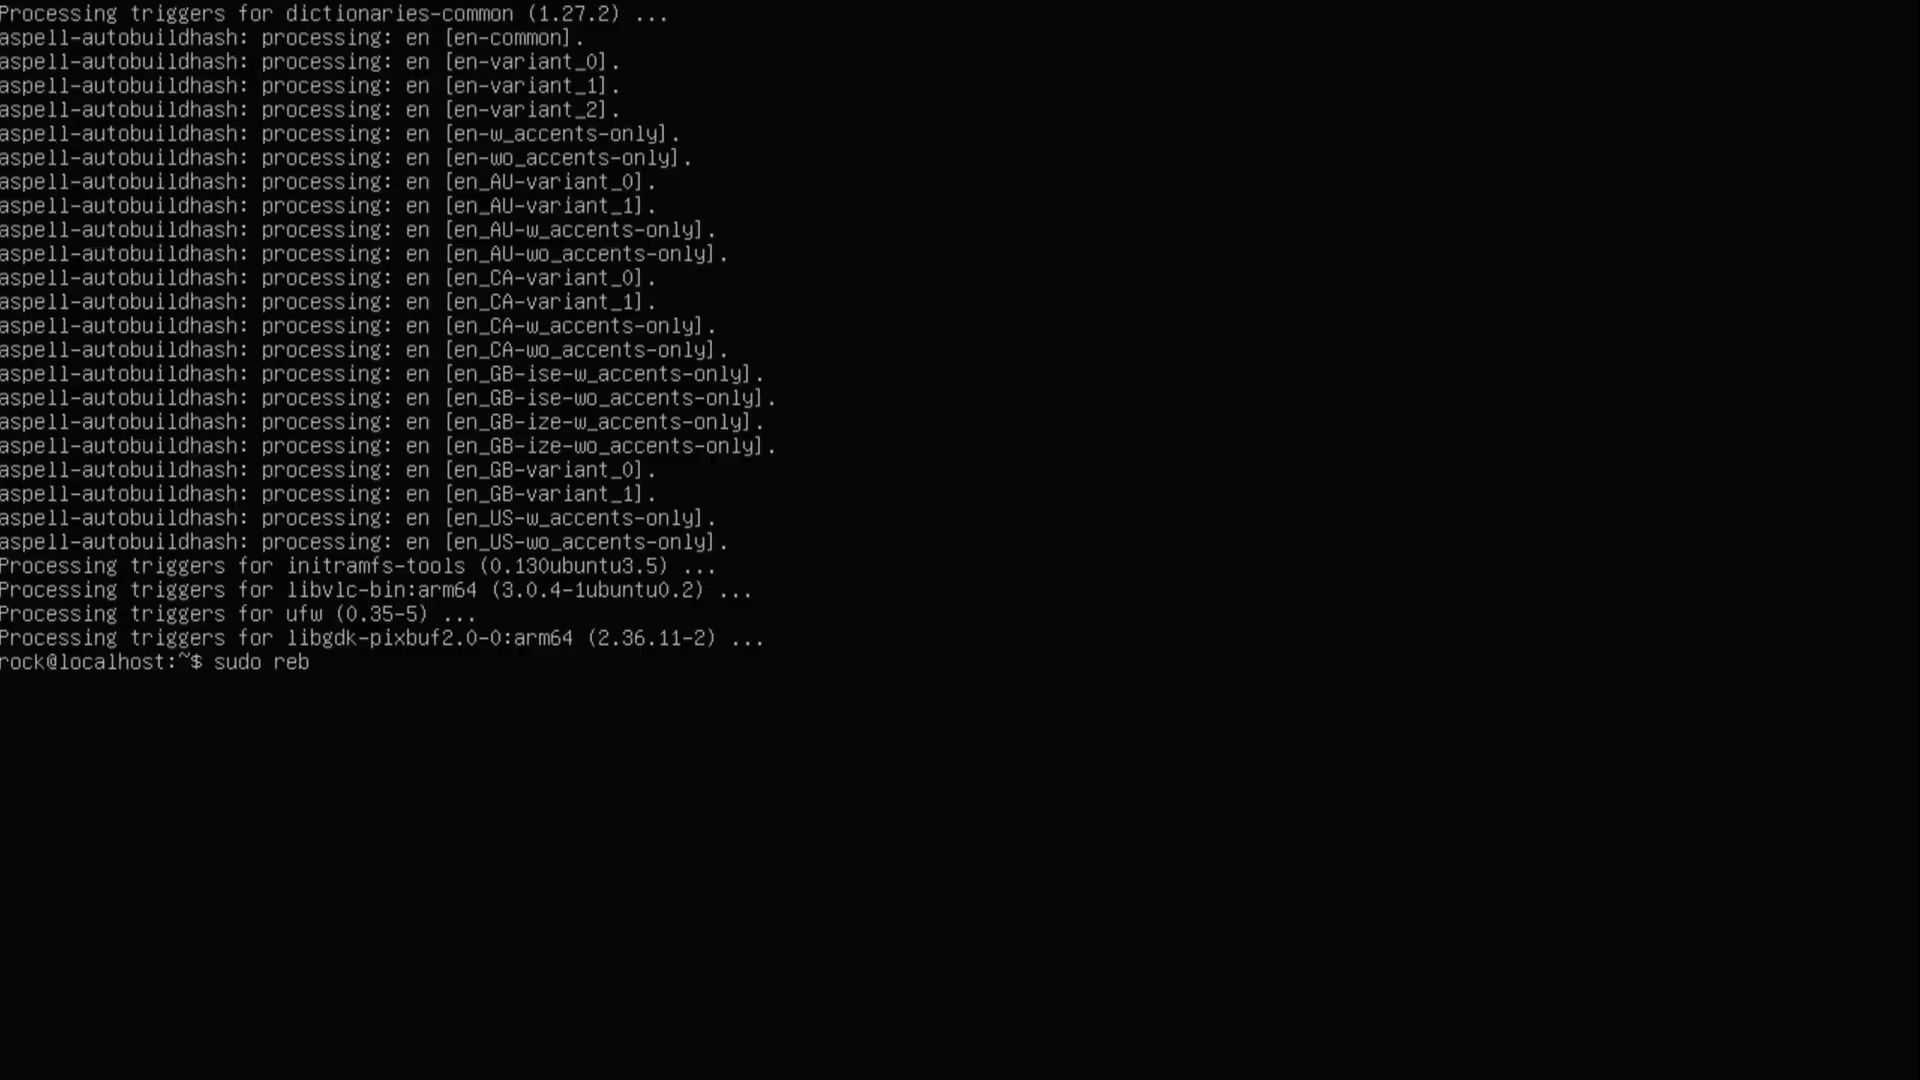 Processing triggers for dictionaries-common (1.27.2) ...
aspell-autobuildhash: processing: en [en-common].
aspell-autobuildhash: processing: en [en-variant_0].
aspell-autobuildhash: processing: en [en-variant_1].
aspell-autobuildhash: processing: en [en-variant_2].
aspell-autobuildhash: processing: en [en-w_accents-only].
aspell-autobuildhash: processing: en [en-wo_accents-only].
aspell-autobuildhash: processing: en [en_AU-variant_0].
aspell-autobuildhash: processing: en [en_AU-variant_1].
aspell-autobuildhash: processing: en [en_AU-w_accents-only].
aspell-autobuildhash: processing: en [en_AU-wo_accents-only].
aspell-autobuildhash: processing: en [en_CA-variant_0].
aspell-autobuildhash: processing: en [en_CA-variant_1].
aspell-autobuildhash: processing: en [en_CA-w_accents-only].
aspell-autobuildhash: processing: en [en_CA-wo_accents-only].
aspell-autobuildhash: processing: en [en_GB-ise-w_accents-only].
aspell-autobuildhash: processing: en [en_GB-ise-wo_accents-only].
aspell-autobuildhash: processing: en [en_GB-ize-w_accents-only].
aspell-autobuildhash: processing: en [en_GB-ize-wo_accents-only].
aspell-autobuildhash: processing: en [en_GB-variant_0].
aspell-autobuildhash: processing: en [en_GB-variant_1].
aspell-autobuildhash: processing: en [en_US-w_accents-only].
aspell-autobuildhash: processing: en [en_US-wo_accents-only].
Processing triggers for initramfs-tools (0.130ubuntu3.5) ...
Processing triggers for libvlc-bin:arm64 (3.0.4-1ubuntu0.2) ...
Processing triggers for ufw (0.35-5) ...
Processing triggers for libgdk-pixbuf2.0-0:arm64 (2.36.11-2) ...
rock@localhost:~$ sudo reb